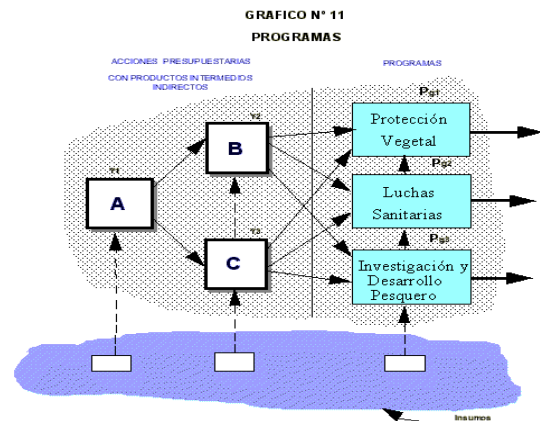 GRAFICO N° 11
PROGRAMAS
ACCIONES PRESUPUESTARIAS
CON PRODUCTOS INTERMEDIOS
INDIRECTOS
PROGRAMAS
Pg1
Protección
Vegetal
Y2
B
Pg2
Y1
A
Luchas
Sanitarias
Y3
C
Pg3
Investigación y
Desarrollo
Pesquero
Insumos